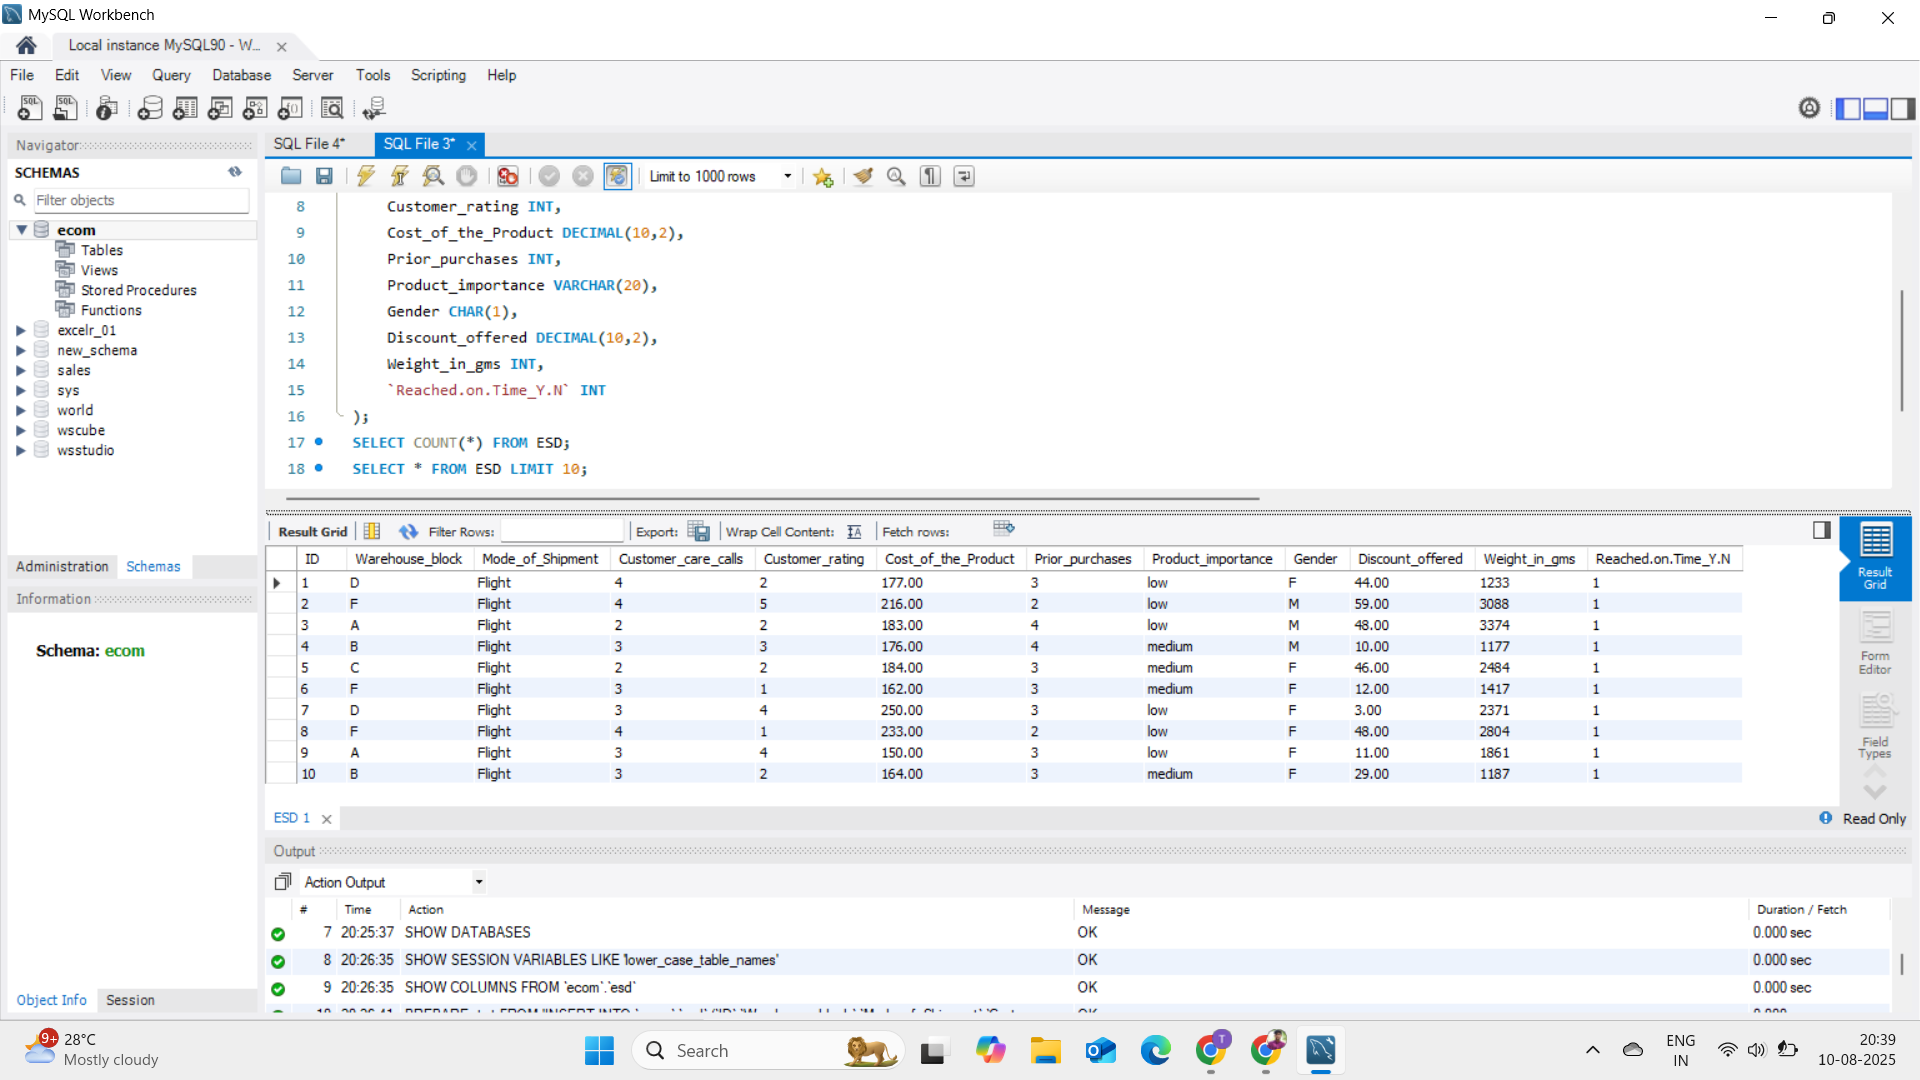 MySQL Workbench
Local instance MySQL90 - W...
File Edit View Query Database Server Tools Scripting Help
Navigator
SCHEMAS
Filter objects
ecom
Tables
Views
Stored Procedures
Functions
excelr_01
new_schema
sales
sys
world
wscube
wsstudio
Administration Schemas
Information
Schema: ecom
Object Info Session
SQL File 4* SQL File 3*
Limit to 1000 rows
8 Customer_rating INT,
9 Cost_of_the_Product DECIMAL(10,2),
10 Prior_purchases INT,
11 Product_importance VARCHAR(20),
12 Gender CHAR(1),
13 Discount_offered DECIMAL(10,2),
14 Weight_in_gms INT,
15 `Reached.on.Time_Y.N` INT
16 );
17 SELECT COUNT(*) FROM ESD;
18 SELECT * FROM ESD LIMIT 10;
Result Grid Filter Rows: Export: Wrap Cell Content: Fetch rows:
ID Warehouse_block Mode_of_Shipment Customer_care_calls Customer_rating Cost_of_the_Product Prior_purchases Product_importance Gender Discount_offered Weight_in_gms Reached.on.Time_Y.N
1 D Flight 4 2 177.00 3 low F 44.00 1233 1
2 F Flight 4 5 216.00 2 low M 59.00 3088 1
3 A Flight 2 2 183.00 4 low M 48.00 3374 1
4 B Flight 3 3 176.00 4 medium M 10.00 1177 1
5 C Flight 2 2 184.00 3 medium F 46.00 2484 1
6 F Flight 3 1 162.00 3 medium F 12.00 1417 1
7 D Flight 3 4 250.00 3 low F 3.00 2371 1
8 F Flight 4 1 233.00 2 low F 48.00 2804 1
9 A Flight 3 4 150.00 3 low F 11.00 1861 1
10 B Flight 3 2 164.00 3 medium F 29.00 1187 1
Result
Grid
Form
Editor
Field
Types
ESD 1
Read Only
Output
Action Output
# Time Action Message Duration / Fetch
7 20:25:37 SHOW DATABASES OK 0.000 sec
8 20:26:35 SHOW SESSION VARIABLES LIKE 'lower_case_table_names' OK 0.000 sec
9 20:26:35 SHOW COLUMNS FROM `ecom`.`esd` OK 0.000 sec
9+
28°C
Mostly cloudy
Search
T
ENG
IN
20:39
10-08-2025